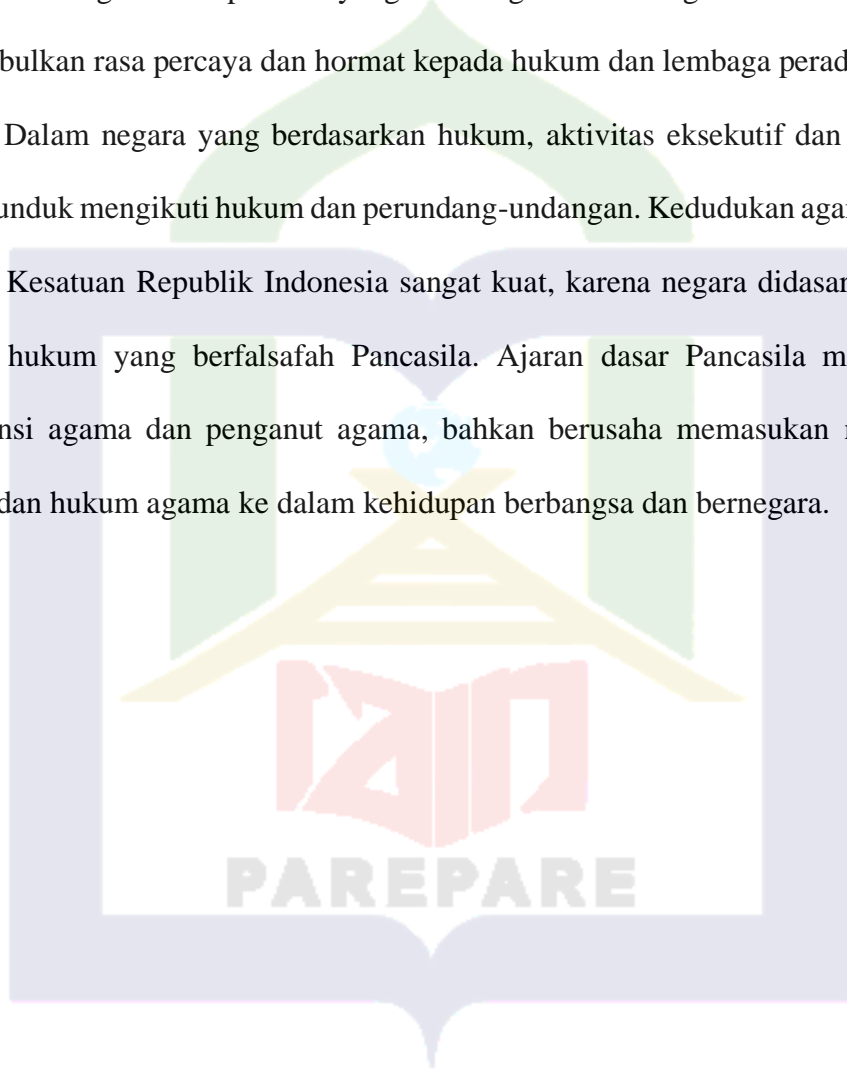 bulkan rasa percaya dan hormat kepada hukum dan lembaga perad
Dalam negara yang berdasarkan hukum, aktivitas eksekutif dan
unduk mengikuti hukum dan perundang-undangan. Kedudukan aga
Kesatuan Republik Indonesia sangat kuat, karena negara didasar
hukum yang berfalsafah Pancasila. Ajaran dasar Pancasila m
nsi agama dan penganut agama, bahkan berusaha memasukan
dan hukum agama ke dalam kehidupan berbangsa dan bernegara.
iain
PAREPARE